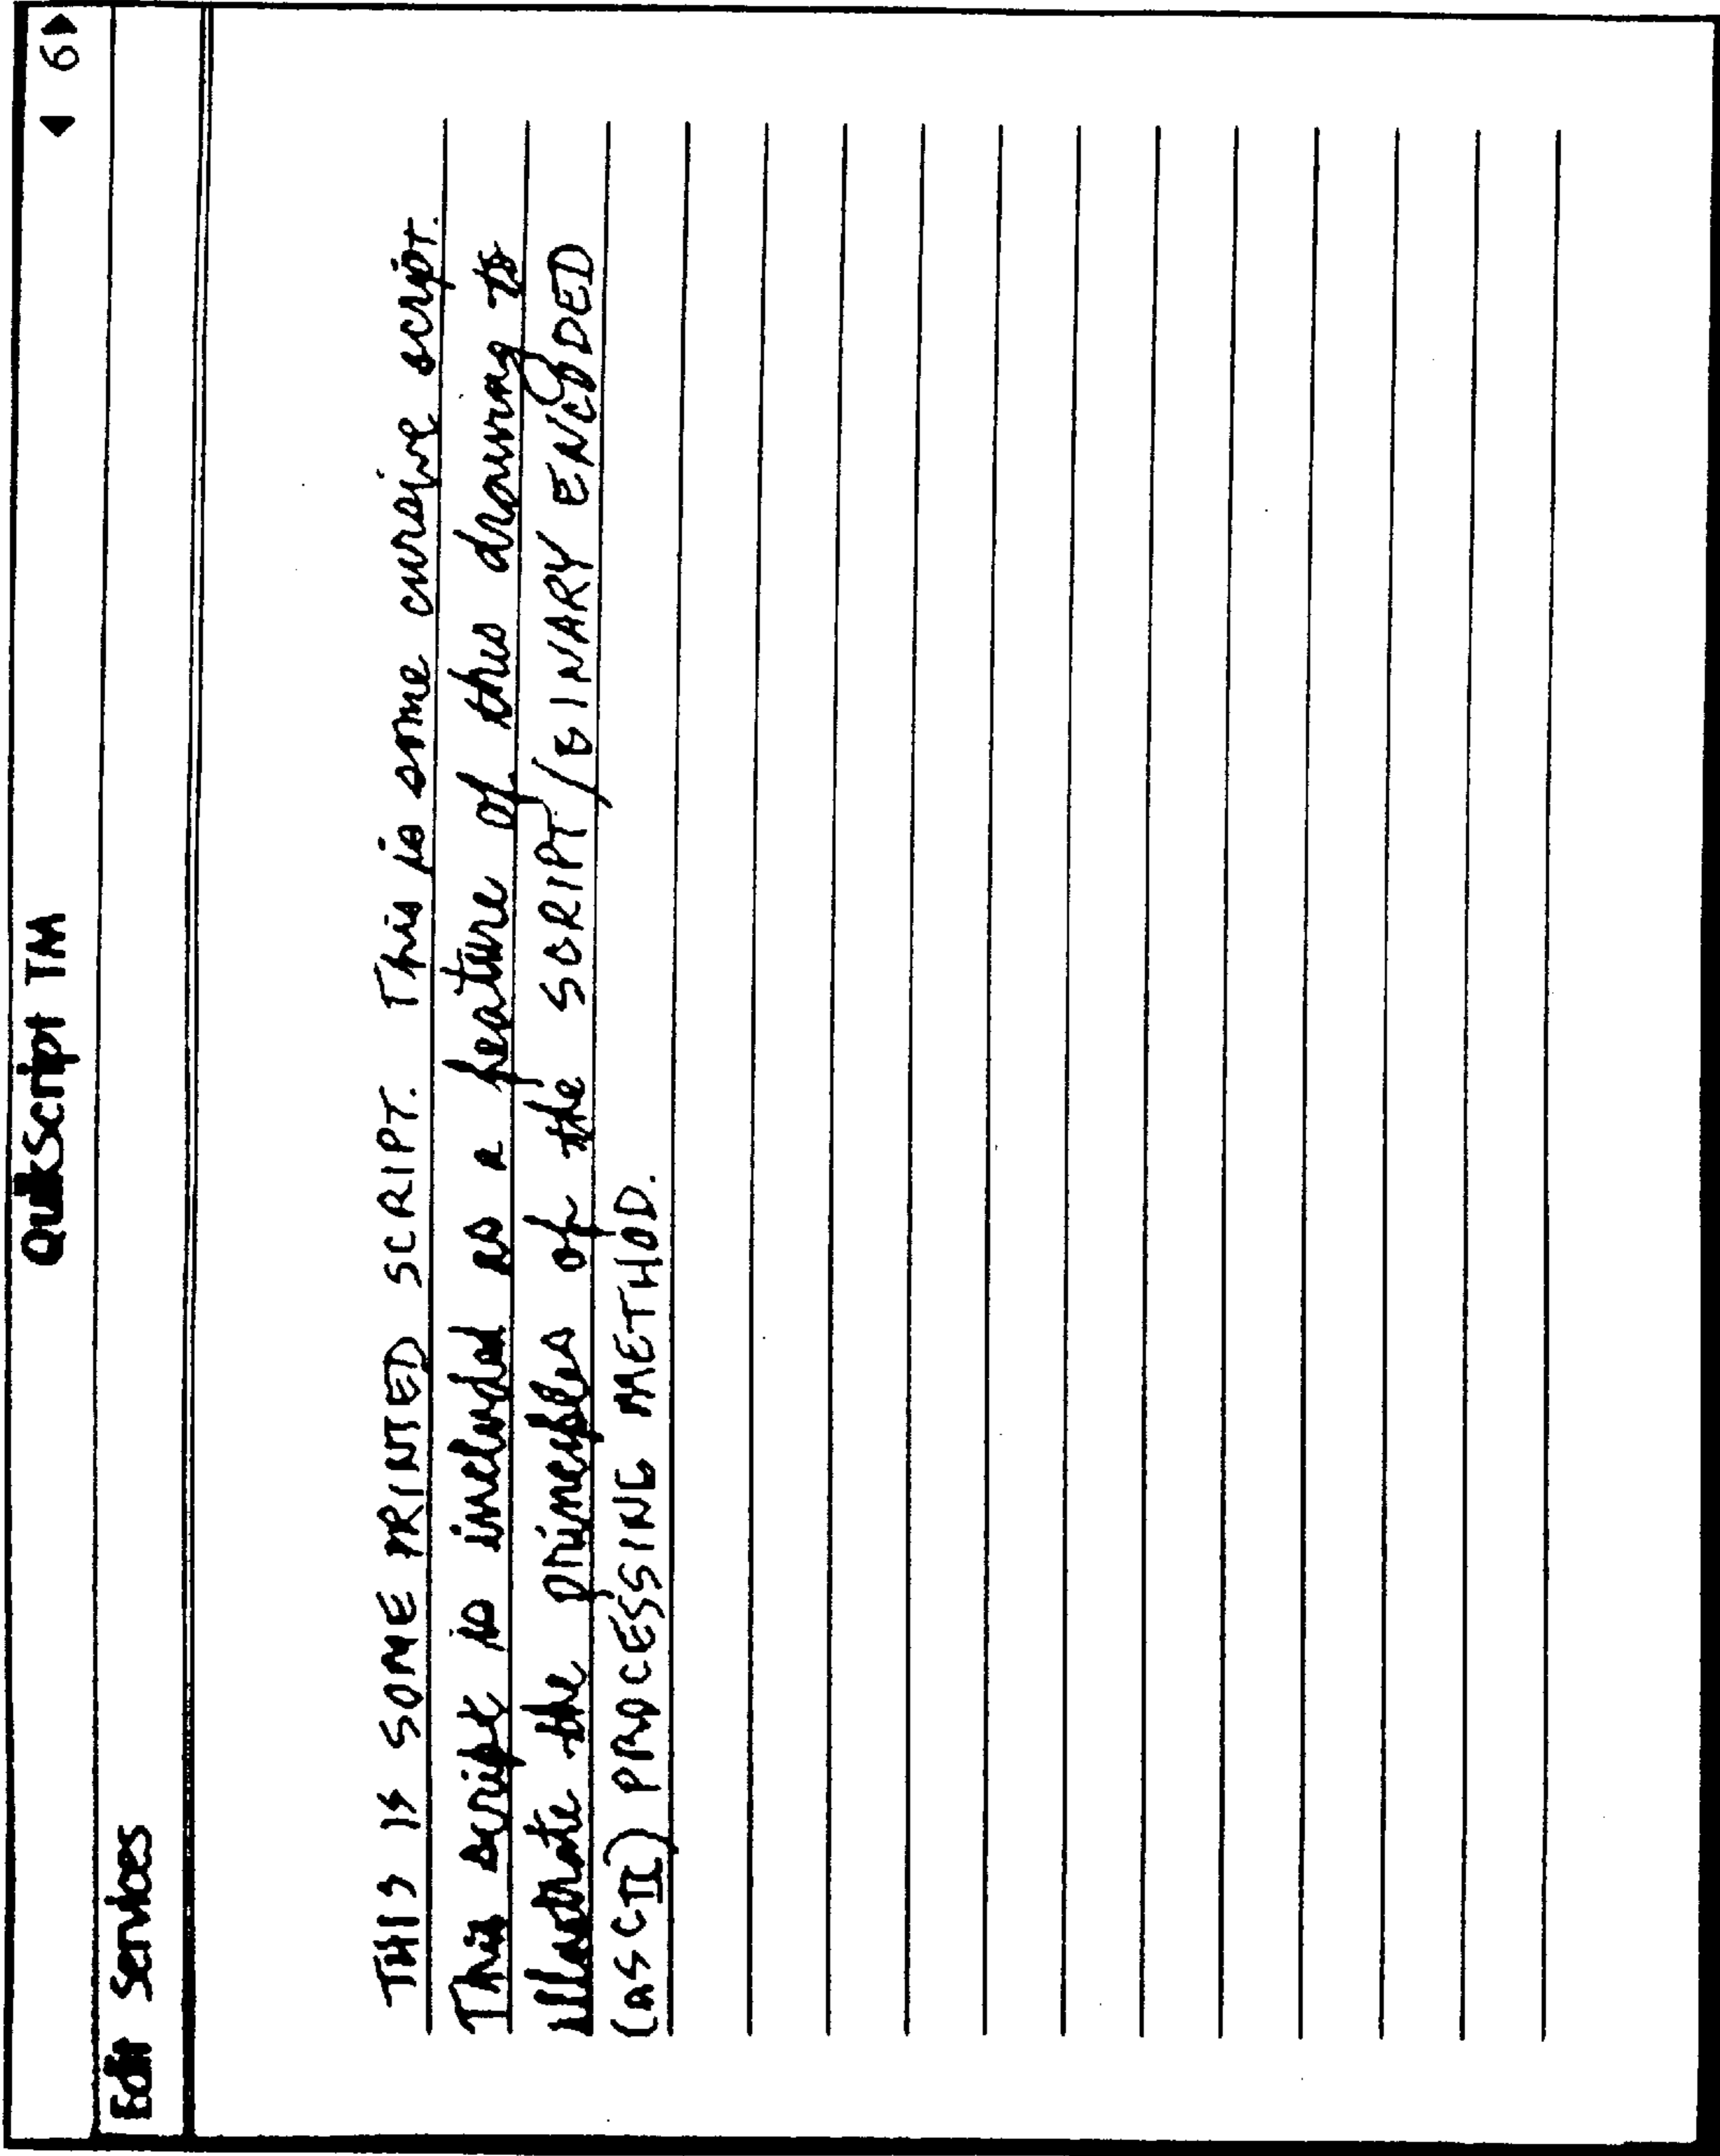 QuikScript TM
◀ 6 ▶
Edit Services
THIS IS SOME PRINTED SCRIPT. This is some cursive script.
This script is included as a feature of this drawing to
illustrate the principles of the SCRIPT/BINARY ENCODED
(ASCII) PROCESSING METHOD.